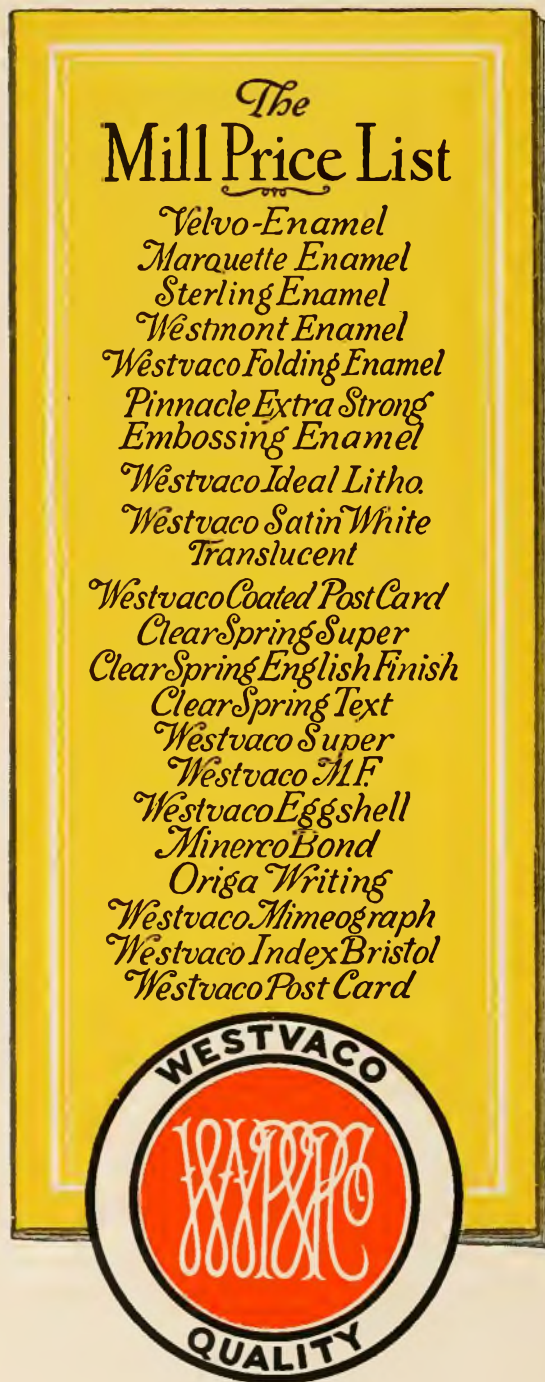 The
Mill Price List
Velvo-Enamel
Marquette Enamel
Sterling Enamel
Westmont Enamel
Westvaco Folding Enamel
Pinnacle Extra Strong
Embossing Enamel
Westvaco Ideal Litho.
Westvaco Satin White
Translucent
Westvaco Coated Post Card
Clear Spring Super
Clear Spring English Finish
Clear Spring Text
Westvaco Super
Westvaco M.F.
Westvaco Eggshell
Minerco Bond
Origa Writing
Westvaco Mimeograph
Westvaco Index Bristol
Westvaco Post Card
WESTVACO
QUALITY